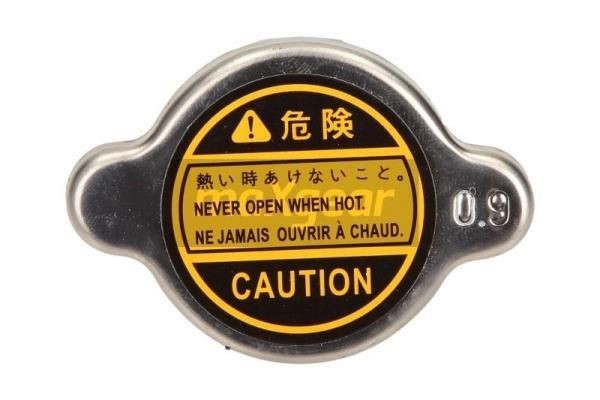 危険
熱い時あけないこと。
NEVER OPEN WHEN HOT.
NE JAMAIS OUVRIR À CHAUD.
CAUTION
0.9
maxgear